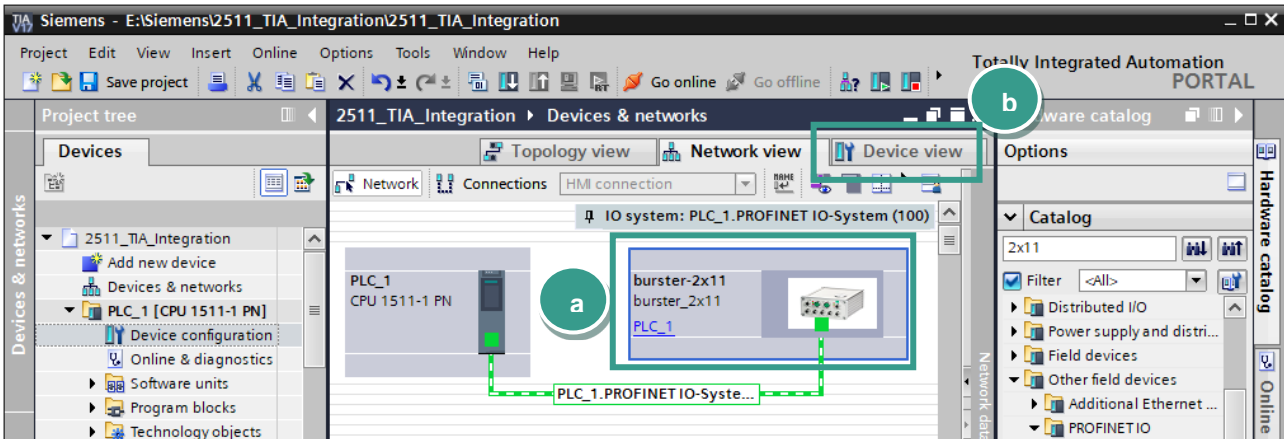 Siemens - E:\Siemens\2511_TIA_Integration\2511_TIA_Integration
Project Edit View Insert Online Options Tools Window Help
Totally Integrated Automation
PORTAL
Save project
Go online
Go offline
b
Project tree
2511_TIA_Integration ▸ Devices & networks
ware catalog
Devices
Topology view
Network view
Device view
Options
Network
Connections
HMI connection
IO system: PLC_1.PROFINET IO-System (100)
Catalog
2x11
Filter
<All>
2511_TIA_Integration
Add new device
Devices & networks
PLC_1 [CPU 1511-1 PN]
Device configuration
Online & diagnostics
Software units
Program blocks
Technology objects
PLC_1
CPU 1511-1 PN
a
burster-2x11
burster_2x11
PLC_1
PLC_1.PROFINET IO-Syste...
Distributed I/O
Power supply and distri...
Field devices
Other field devices
Additional Ethernet ...
PROFINET IO
Devices & networks
Network data
Hardware catalog
Online